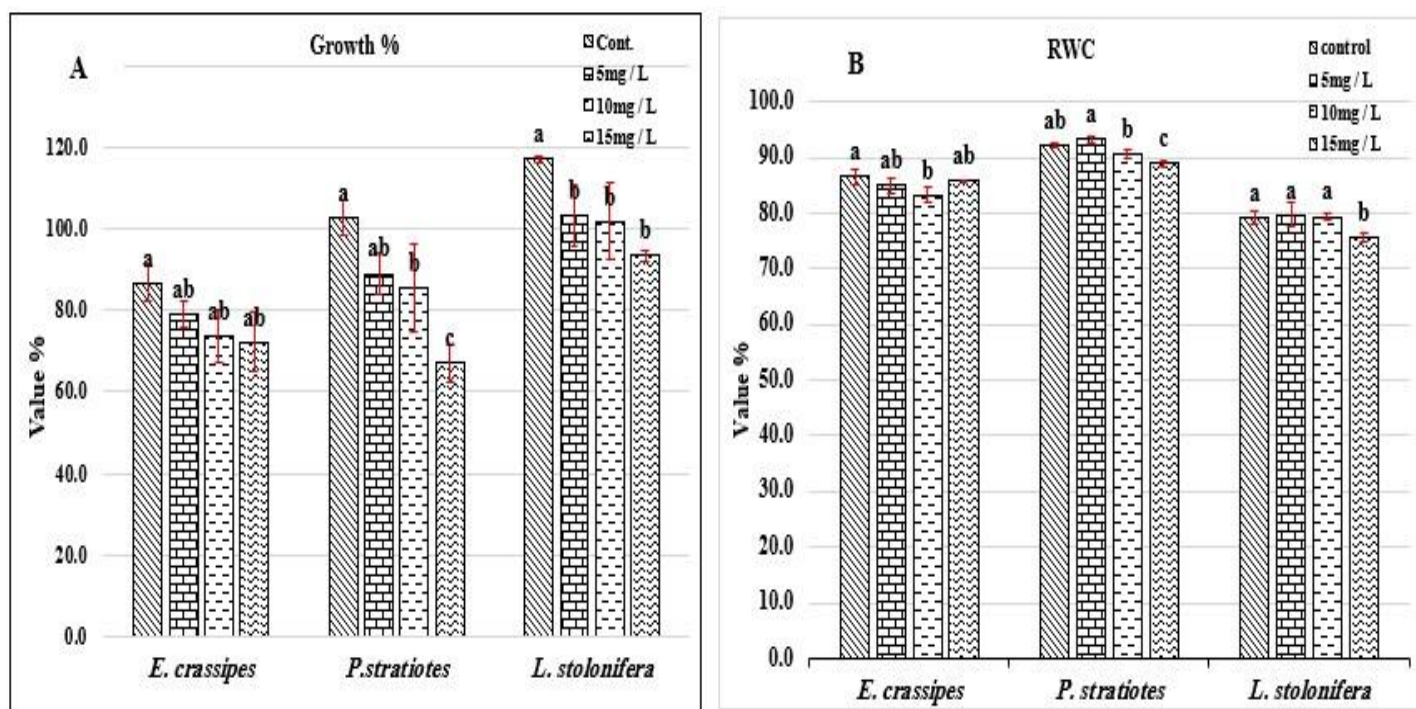 Growth %
A
Cont.
5mg / L
10mg / L
15mg / L
Value %
120.0
100.0
80.0
60.0
40.0
20.0
0.0
a
ab
ab
ab
a
ab
b
c
a
b
b
b
E. crassipes
P.stratiotes
L. stolonifera
RWC
B
control
5mg / L
10mg / L
15mg / L
Value %
100.0
90.0
80.0
70.0
60.0
50.0
40.0
30.0
20.0
10.0
0.0
a
ab
b
ab
ab
a
b
c
a
a
a
b
E. crassipes
P. stratiotes
L. stolonifera